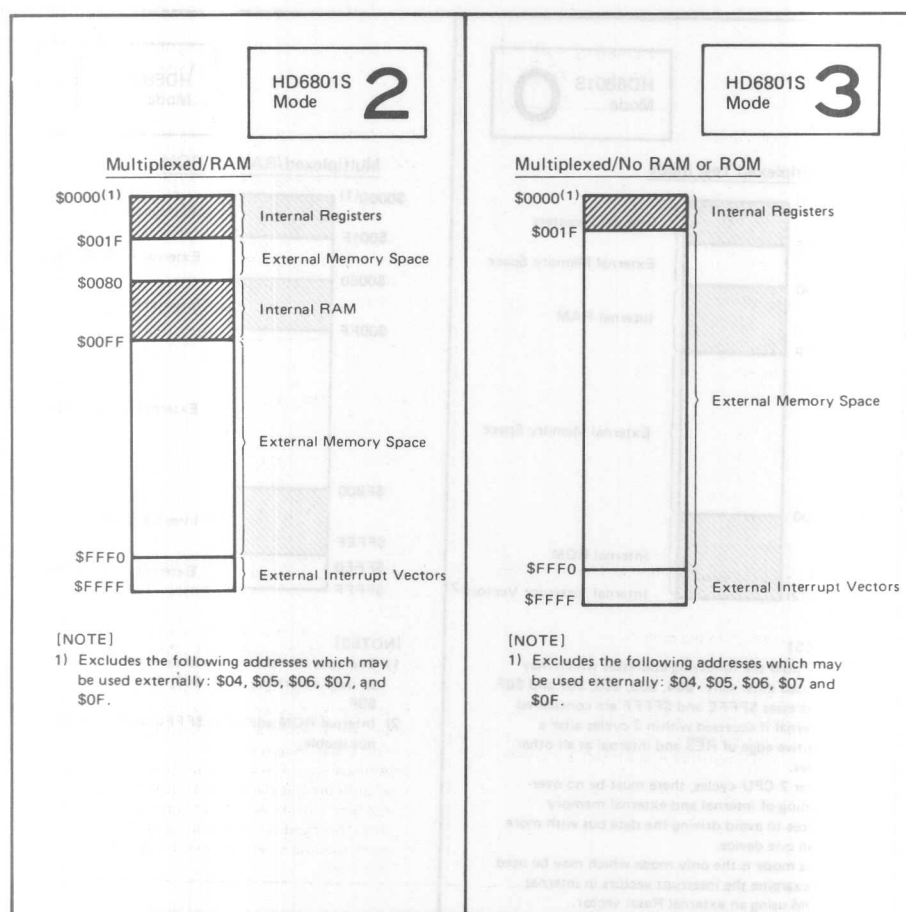 HD6801S
Mode 2
Multiplexed/RAM
$0000(1)
Internal Registers
$001F
External Memory Space
$0080
Internal RAM
$00FF
External Memory Space
$FFF0
External Interrupt Vectors
$FFFF
[NOTE]
1) Excludes the following addresses which may
be used externally: $04, $05, $06, $07, and
$0F.
HD6801S
Mode 3
Multiplexed/No RAM or ROM
$0000(1)
Internal Registers
$001F
External Memory Space
$FFF0
External Interrupt Vectors
$FFFF
[NOTE]
1) Excludes the following addresses which may
be used externally: $04, $05, $06, $07 and
$0F.